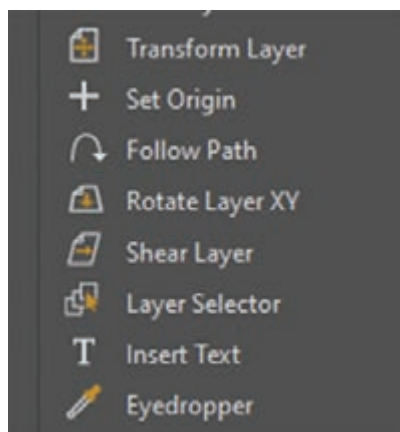 Transform Layer
Set Origin
Follow Path
Rotate Layer XY
Shear Layer
Layer Selector
T Insert Text
Eyedropper